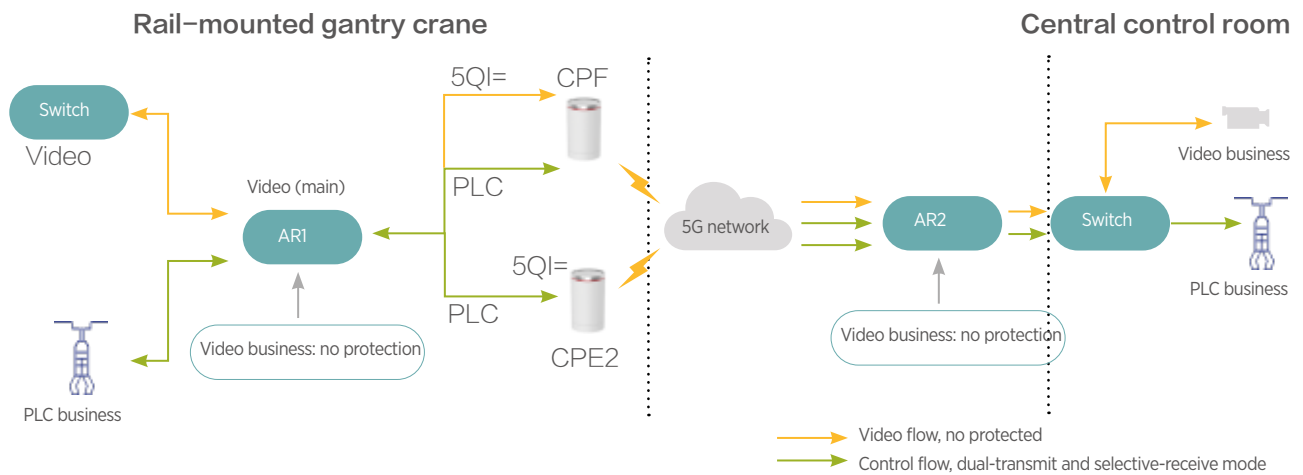 Rail-mounted gantry crane
Central control room
5QI=
CPF
Switch
Video
Video business
Video (main)
PLC
AR1
5G network
AR2
Switch
5QI=
PLC
PLC business
Video business: no protection
Video business: no protection
CPE2
PLC business
Video flow, no protected
Control flow, dual-transmit and selective-receive mode